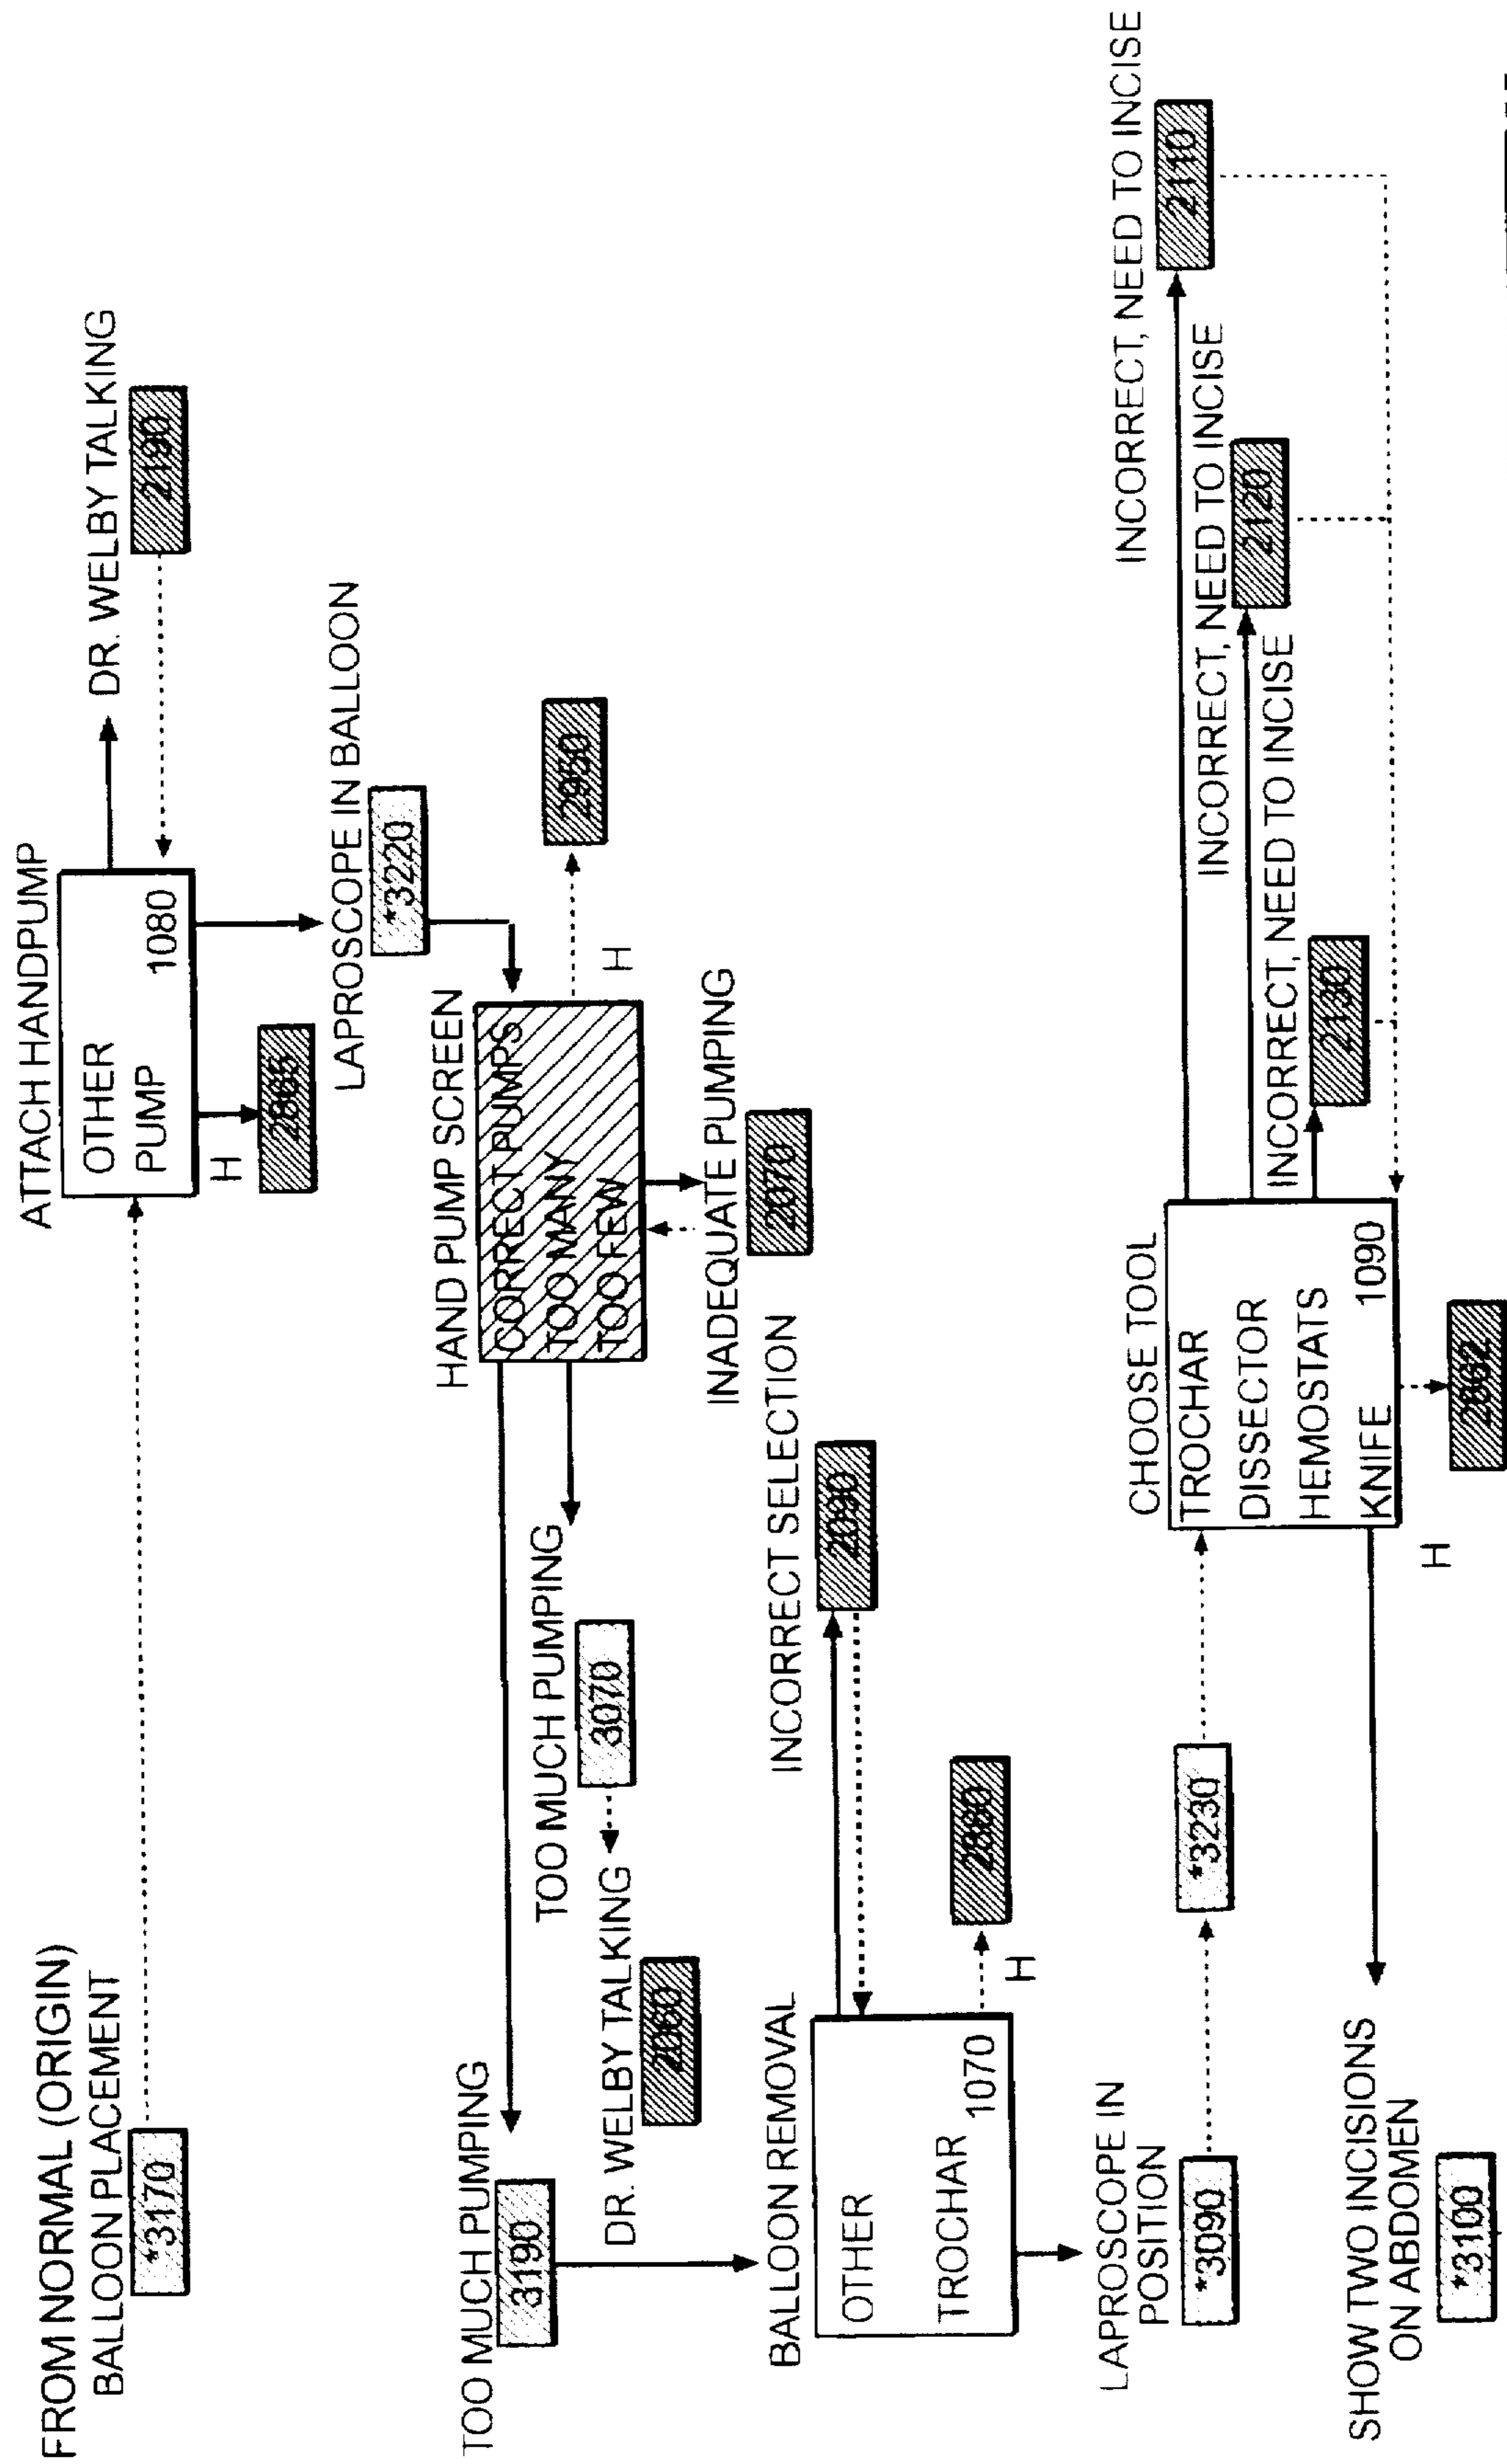 FROM NORMAL (ORIGIN)
BALLOON PLACEMENT
*3170
ATTACH HANDPUMP
OTHER
PUMP 1080
H
2865
DR. WELBY TALKING
2190
LAPROSCOPE IN BALLOON
*3220
HAND PUMP SCREEN
CORRECT PUMPS
TOO MANY
TOO FEW
H
2950
INADEQUATE PUMPING
2070
TOO MUCH PUMPING
3190
TOO MUCH PUMPING
3070
DR. WELBY TALKING
2060
BALLOON REMOVAL
OTHER
TROCHAR 1070
INCORRECT SELECTION
2090
H
2880
LAPROSCOPE IN
POSITION
*3090
*3230
CHOOSE TOOL
TROCHAR
DISSECTOR
HEMOSTATS
KNIFE 1090
H
2862
INCORRECT, NEED TO INCISE
2110
INCORRECT, NEED TO INCISE
2120
INCORRECT, NEED TO INCISE
2130
SHOW TWO INCISIONS
ON ABDOMEN
*3100